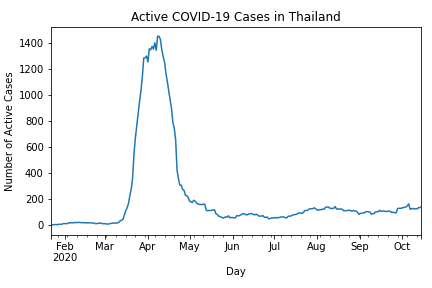 Active COVID-19 Cases in Thailand
Number of Active Cases
1400
1200
1000
800
600
400
200
0
Feb Mar Apr May Jun Jul Aug Sep Oct
2020
Day